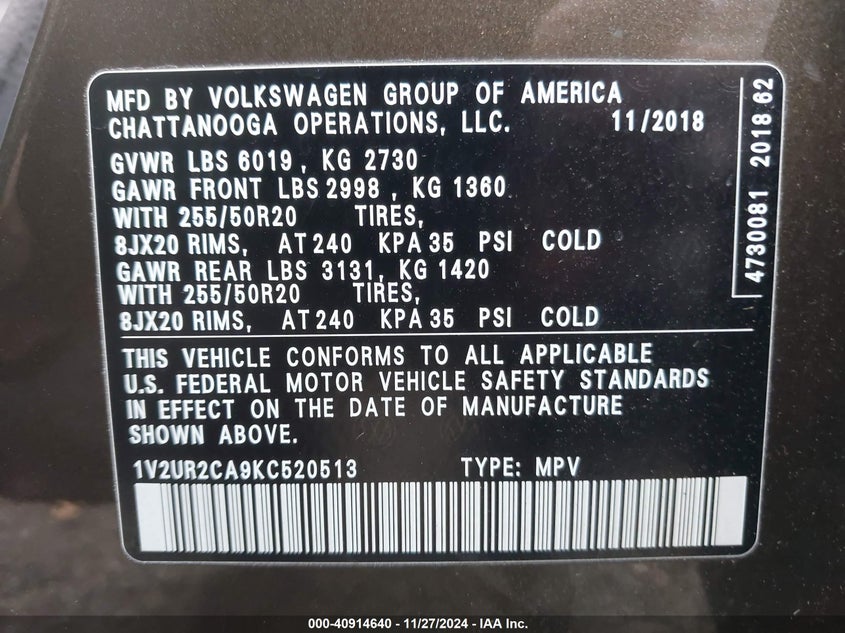 MFD BY VOLKSWAGEN GROUP OF AMERICA
CHATTANOOGA OPERATIONS, LLC. 11/2018
GVWR LBS 6019, KG 2730
GAWR FRONT LBS 2998, KG 1360
WITH 255/50R20 TIRES,
8JX20 RIMS, AT 240 KPA 35 PSI COLD
GAWR REAR LBS 3131, KG 1420
WITH 255/50R20 TIRES,
8JX20 RIMS, AT 240 KPA 35 PSI COLD
THIS VEHICLE CONFORMS TO ALL APPLICABLE
U.S. FEDERAL MOTOR VEHICLE SAFETY STANDARDS
IN EFFECT ON THE DATE OF MANUFACTURE
SHOWN ABOVE.
1V2UR2CA9KC520513 TYPE: MPV
4730081 2018 62
000-40914640 - 11/27/2024 - IAA Inc.